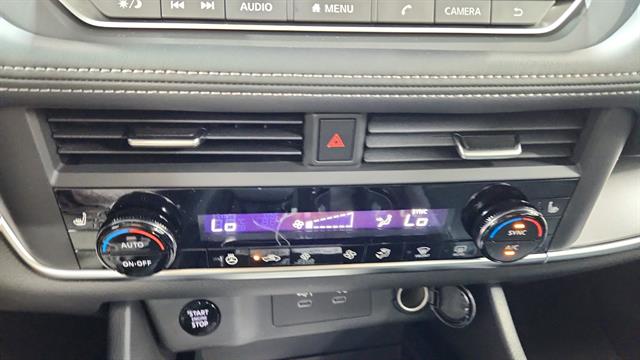 AUDIO MENU CAMERA
Lo SYNC Lo
AUTO SYNC
ON·OFF A/C
START
ENGINE
STOP